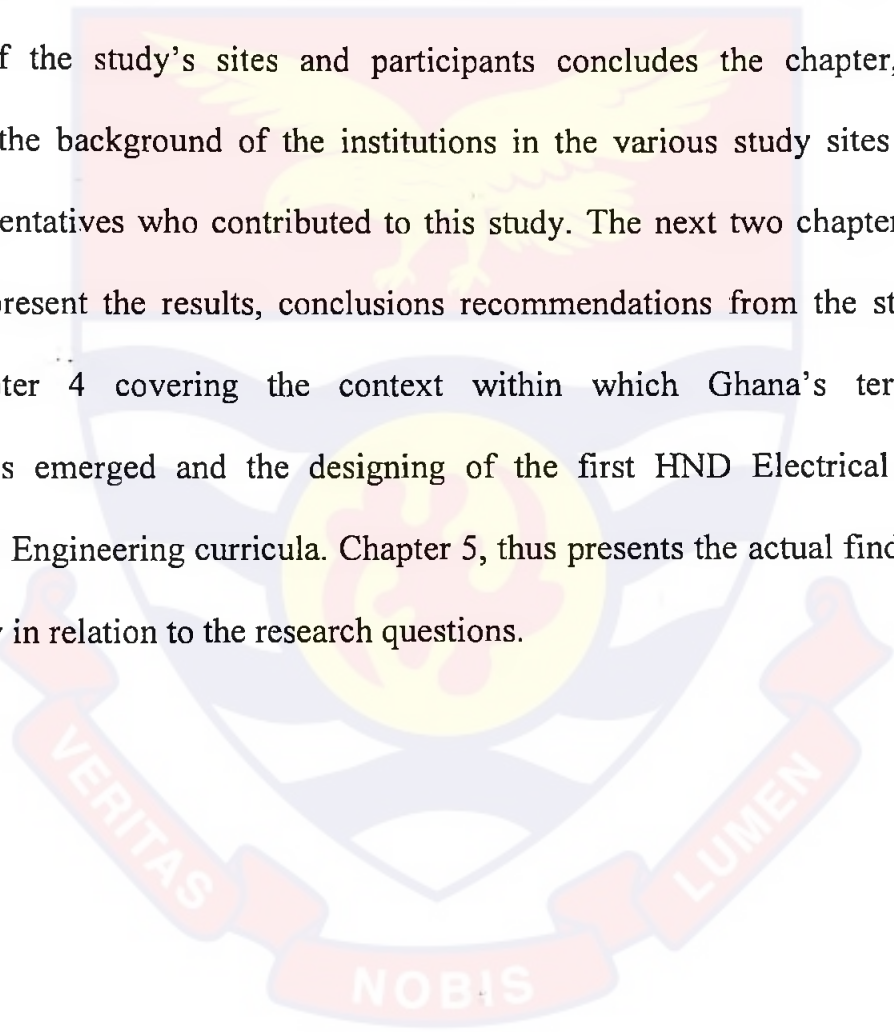 f the study's sites and participants concludes the chapter,
the background of the institutions in the various study sites
entatives who contributed to this study. The next two chapter
present the results, conclusions recommendations from the st
ter 4 covering the context within which Ghana's ter
s emerged and the designing of the first HND Electrical
Engineering curricula. Chapter 5, thus presents the actual find
in relation to the research questions.
VERITAS
NOBIS
LUMEN